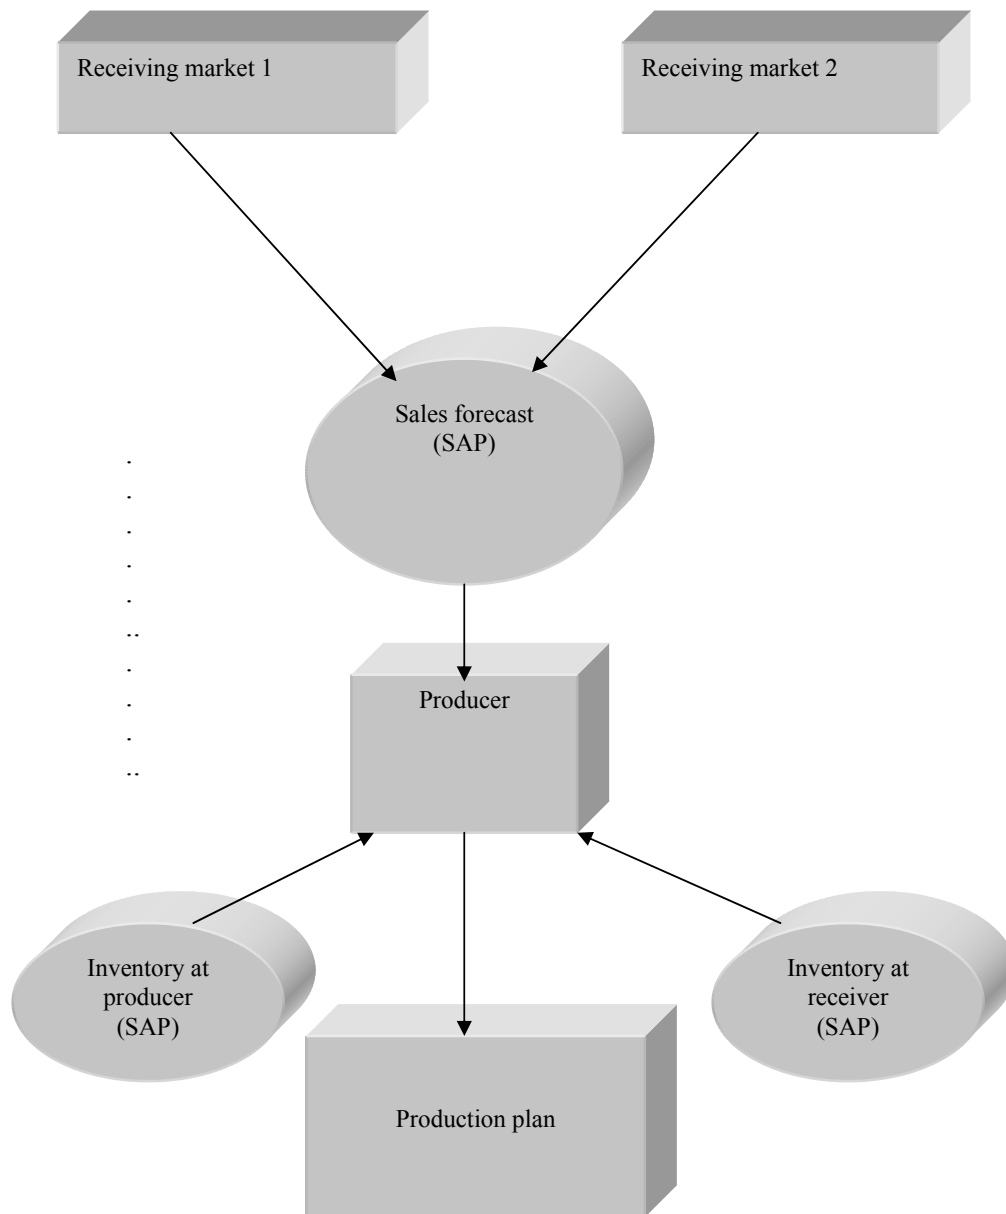 Receiving market 1
Receiving market 2
Sales forecast
(SAP)
.
.
.
.
.
..
.
.
.
..
Producer
Inventory at
producer
(SAP)
Inventory at
receiver
(SAP)
Production plan